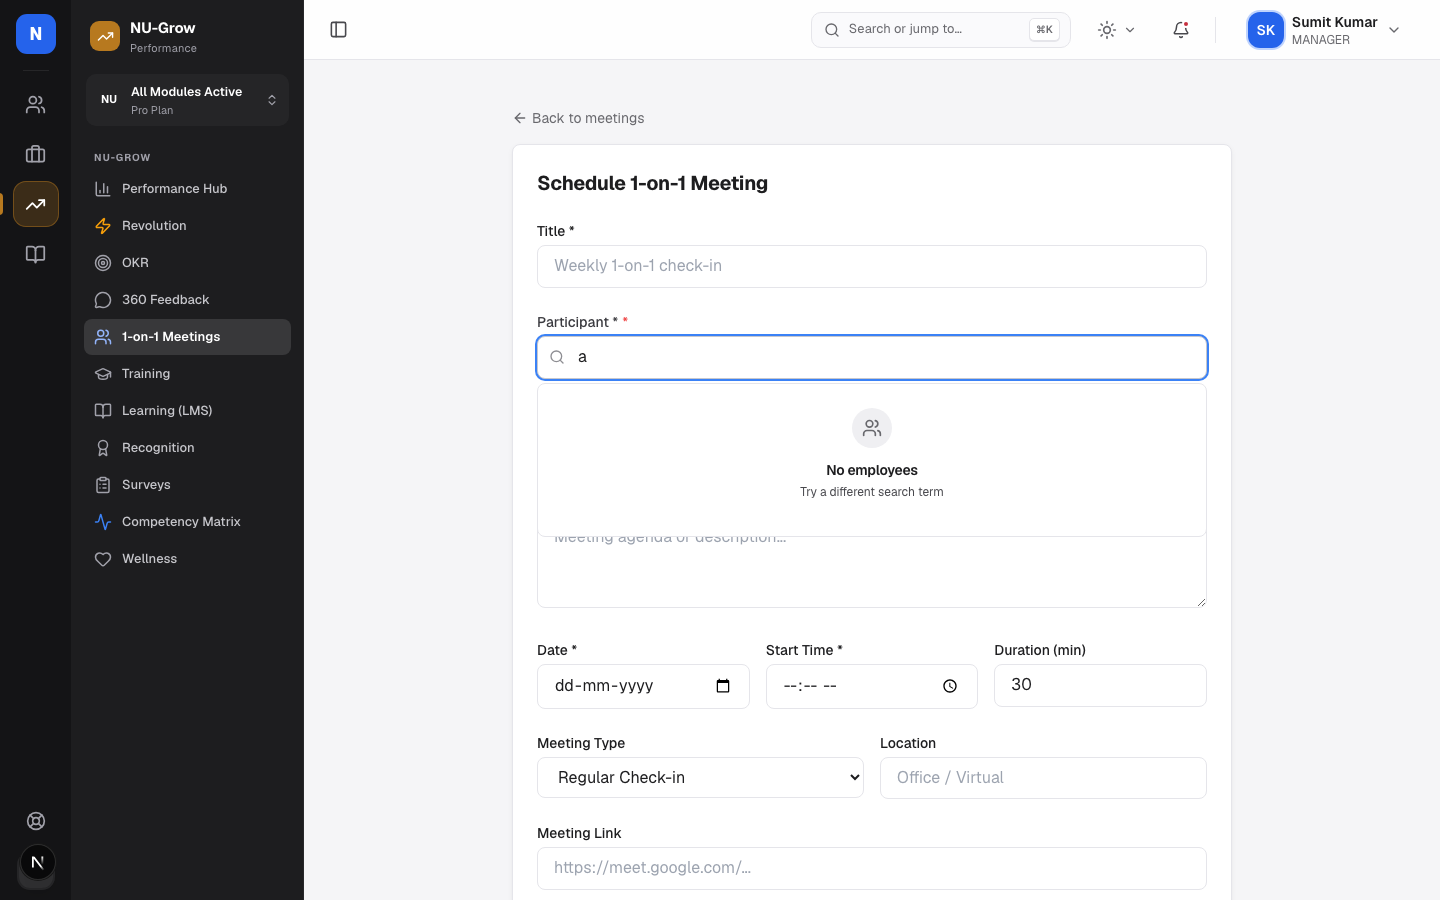 N
NU-Grow
Performance
NU
All Modules Active
Pro Plan
NU-GROW
Performance Hub
Revolution
OKR
360 Feedback
1-on-1 Meetings
Training
Learning (LMS)
Recognition
Surveys
Competency Matrix
Wellness
N
Search or jump to...
⌘K
SK
Sumit Kumar
MANAGER
Back to meetings
Schedule 1-on-1 Meeting
Title *
Weekly 1-on-1 check-in
Participant * *
a
No employees
Try a different search term
Meeting agenda or description...
Date *
Start Time *
Duration (min)
dd-mm-yyyy
--:-- --
30
Meeting Type
Location
Regular Check-in
Office / Virtual
Meeting Link
https://meet.google.com/...